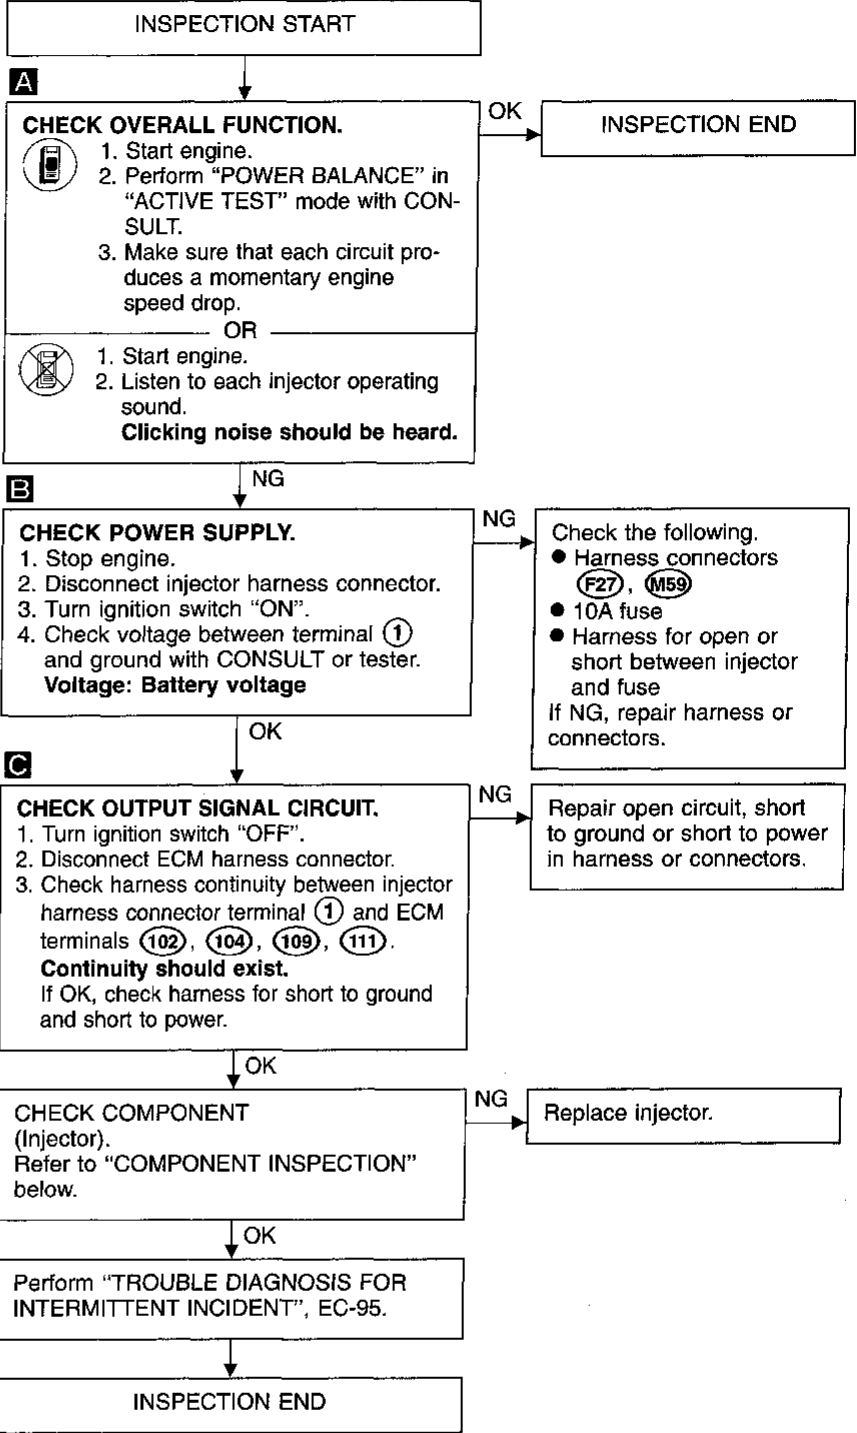 INSPECTION START
A
CHECK OVERALL FUNCTION.
1. Start engine.
2. Perform “POWER BALANCE” in
“ACTIVE TEST” mode with CON-
SULT.
3. Make sure that each circuit pro-
duces a momentary engine
speed drop.
OR
1. Start engine.
2. Listen to each injector operating
sound.
Clicking noise should be heard.
OK
INSPECTION END
NG
B
CHECK POWER SUPPLY.
1. Stop engine.
2. Disconnect injector harness connector.
3. Turn ignition switch “ON”.
4. Check voltage between terminal ①
and ground with CONSULT or tester.
Voltage: Battery voltage
NG
Check the following.
● Harness connectors
F27, M59
● 10A fuse
● Harness for open or
short between injector
and fuse
If NG, repair harness or
connectors.
OK
C
CHECK OUTPUT SIGNAL CIRCUIT.
1. Turn ignition switch “OFF”.
2. Disconnect ECM harness connector.
3. Check harness continuity between injector
harness connector terminal ① and ECM
terminals 102, 104, 109, 111.
Continuity should exist.
If OK, check harness for short to ground
and short to power.
NG
Repair open circuit, short
to ground or short to power
in harness or connectors.
OK
CHECK COMPONENT
(Injector).
Refer to “COMPONENT INSPECTION”
below.
NG
Replace injector.
OK
Perform “TROUBLE DIAGNOSIS FOR
INTERMITTENT INCIDENT”, EC-95.
INSPECTION END